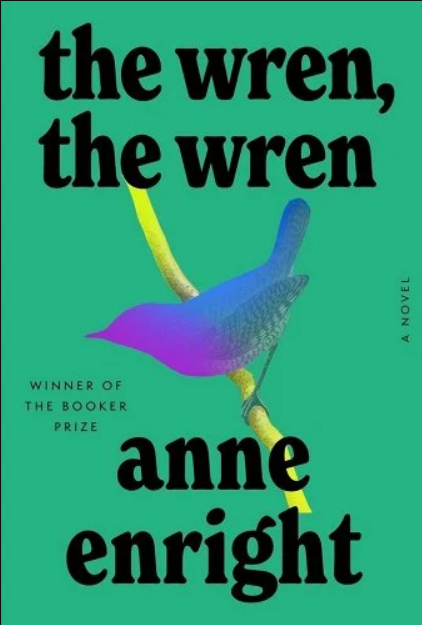 the wren,
the wren
A NOVEL
WINNER OF
THE BOOKER
PRIZE
anne
enright